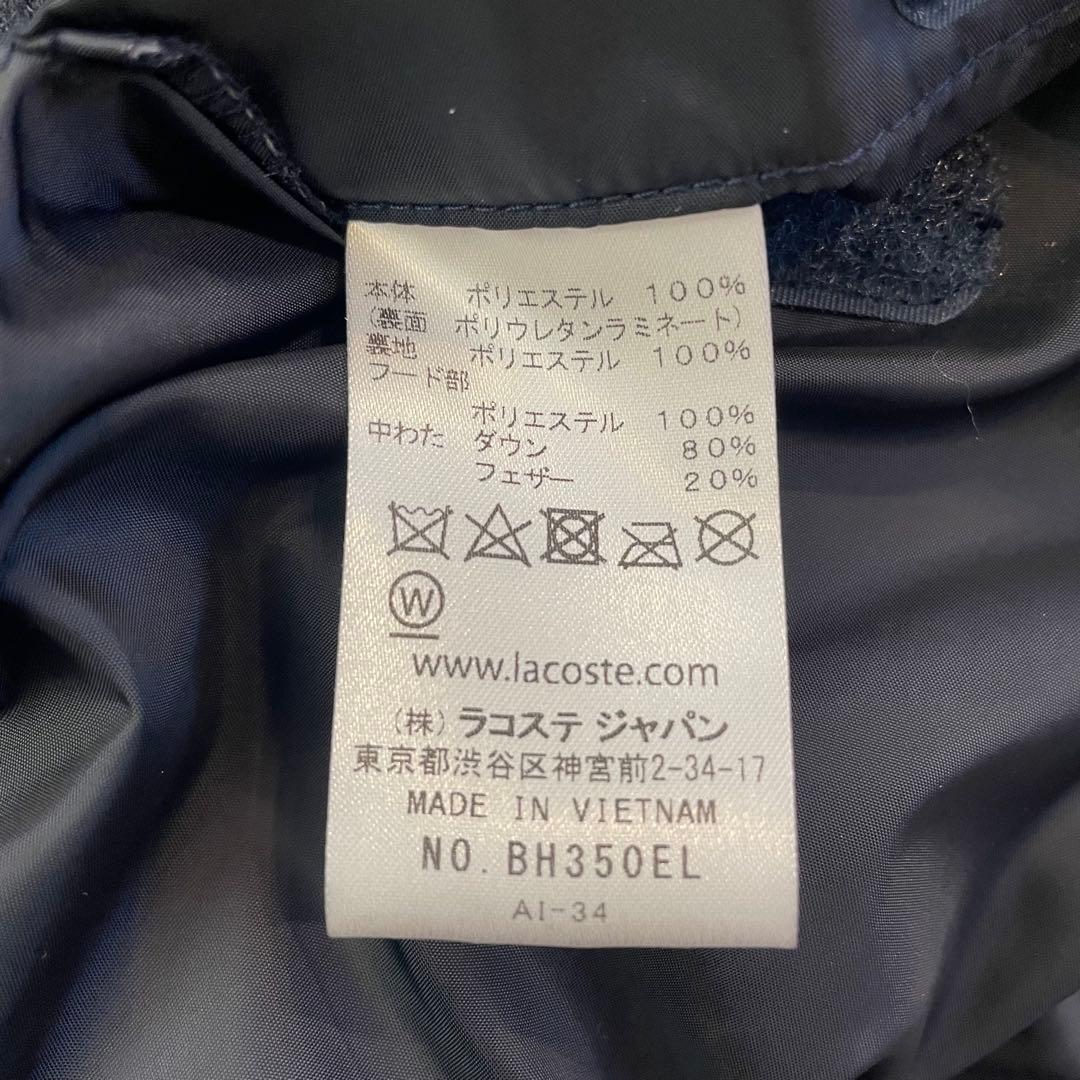 本体 ポリエステル 100%
(裏面 ポリウレタンラミネート)
裏地 ポリエステル 100%
フード部
ポリエステル 100%
中わた ダウン 80%
フェザー 20%
W
www.lacoste.com
(株)ラコステ ジャパン
東京都渋谷区神宮前2-34-17
MADE IN VIETNAM
NO. BH350EL
AI-34